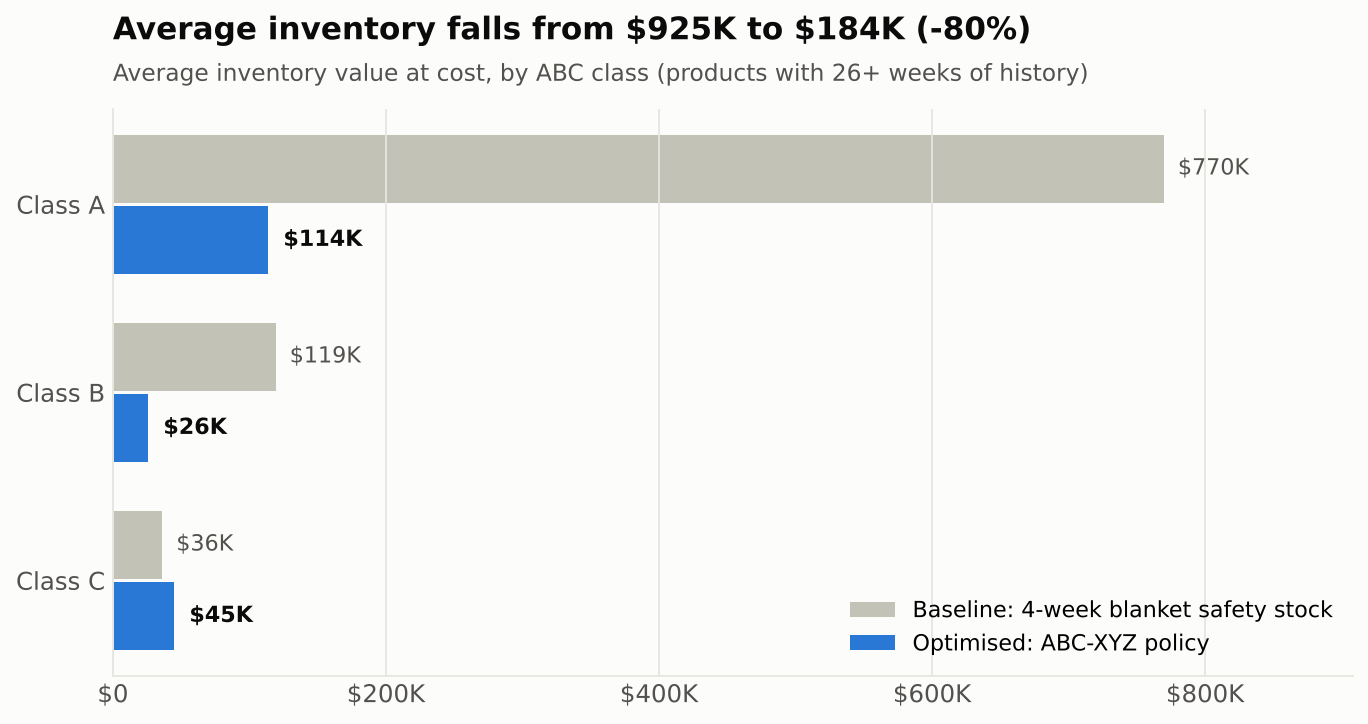 Average inventory falls from $925K to $184K (-80%)
Average inventory value at cost, by ABC class (products with 26+ weeks of history)
$770K
Class A
$114K
$119K
Class B
$26K
$36K
Class C
$45K
Baseline: 4-week blanket safety stock
Optimised: ABC-XYZ policy
$0 $200K $400K $600K $800K